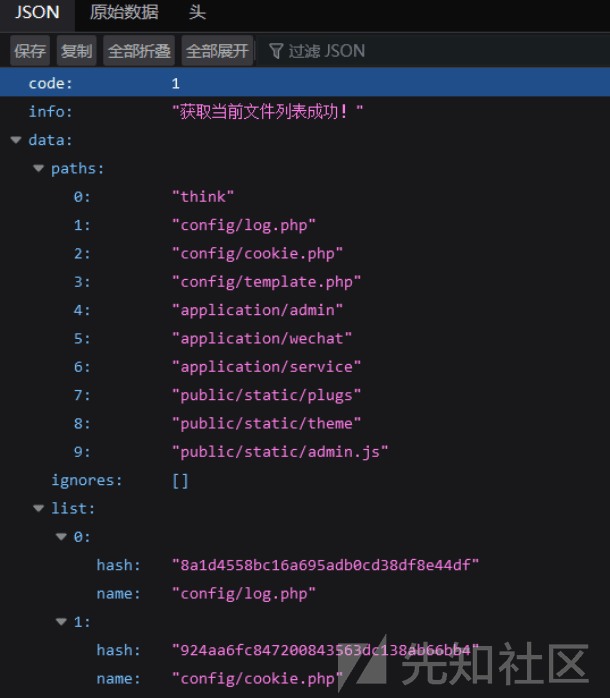 JSON 原始数据 头
保存 复制 全部折叠 全部展开 过滤 JSON
code: 1
info: "获取当前文件列表成功！"
data:
paths:
0: "think"
1: "config/log.php"
2: "config/cookie.php"
3: "config/template.php"
4: "application/admin"
5: "application/wechat"
6: "application/service"
7: "public/static/plugs"
8: "public/static/theme"
9: "public/static/admin.js"
ignores: []
list:
0:
hash: "8a1d4558bc16a695adb0cd38df8e44df"
name: "config/log.php"
1:
hash: "924aa6fc847200843563dc138ab66bb4"
name: "config/cookie.php"
先知社区